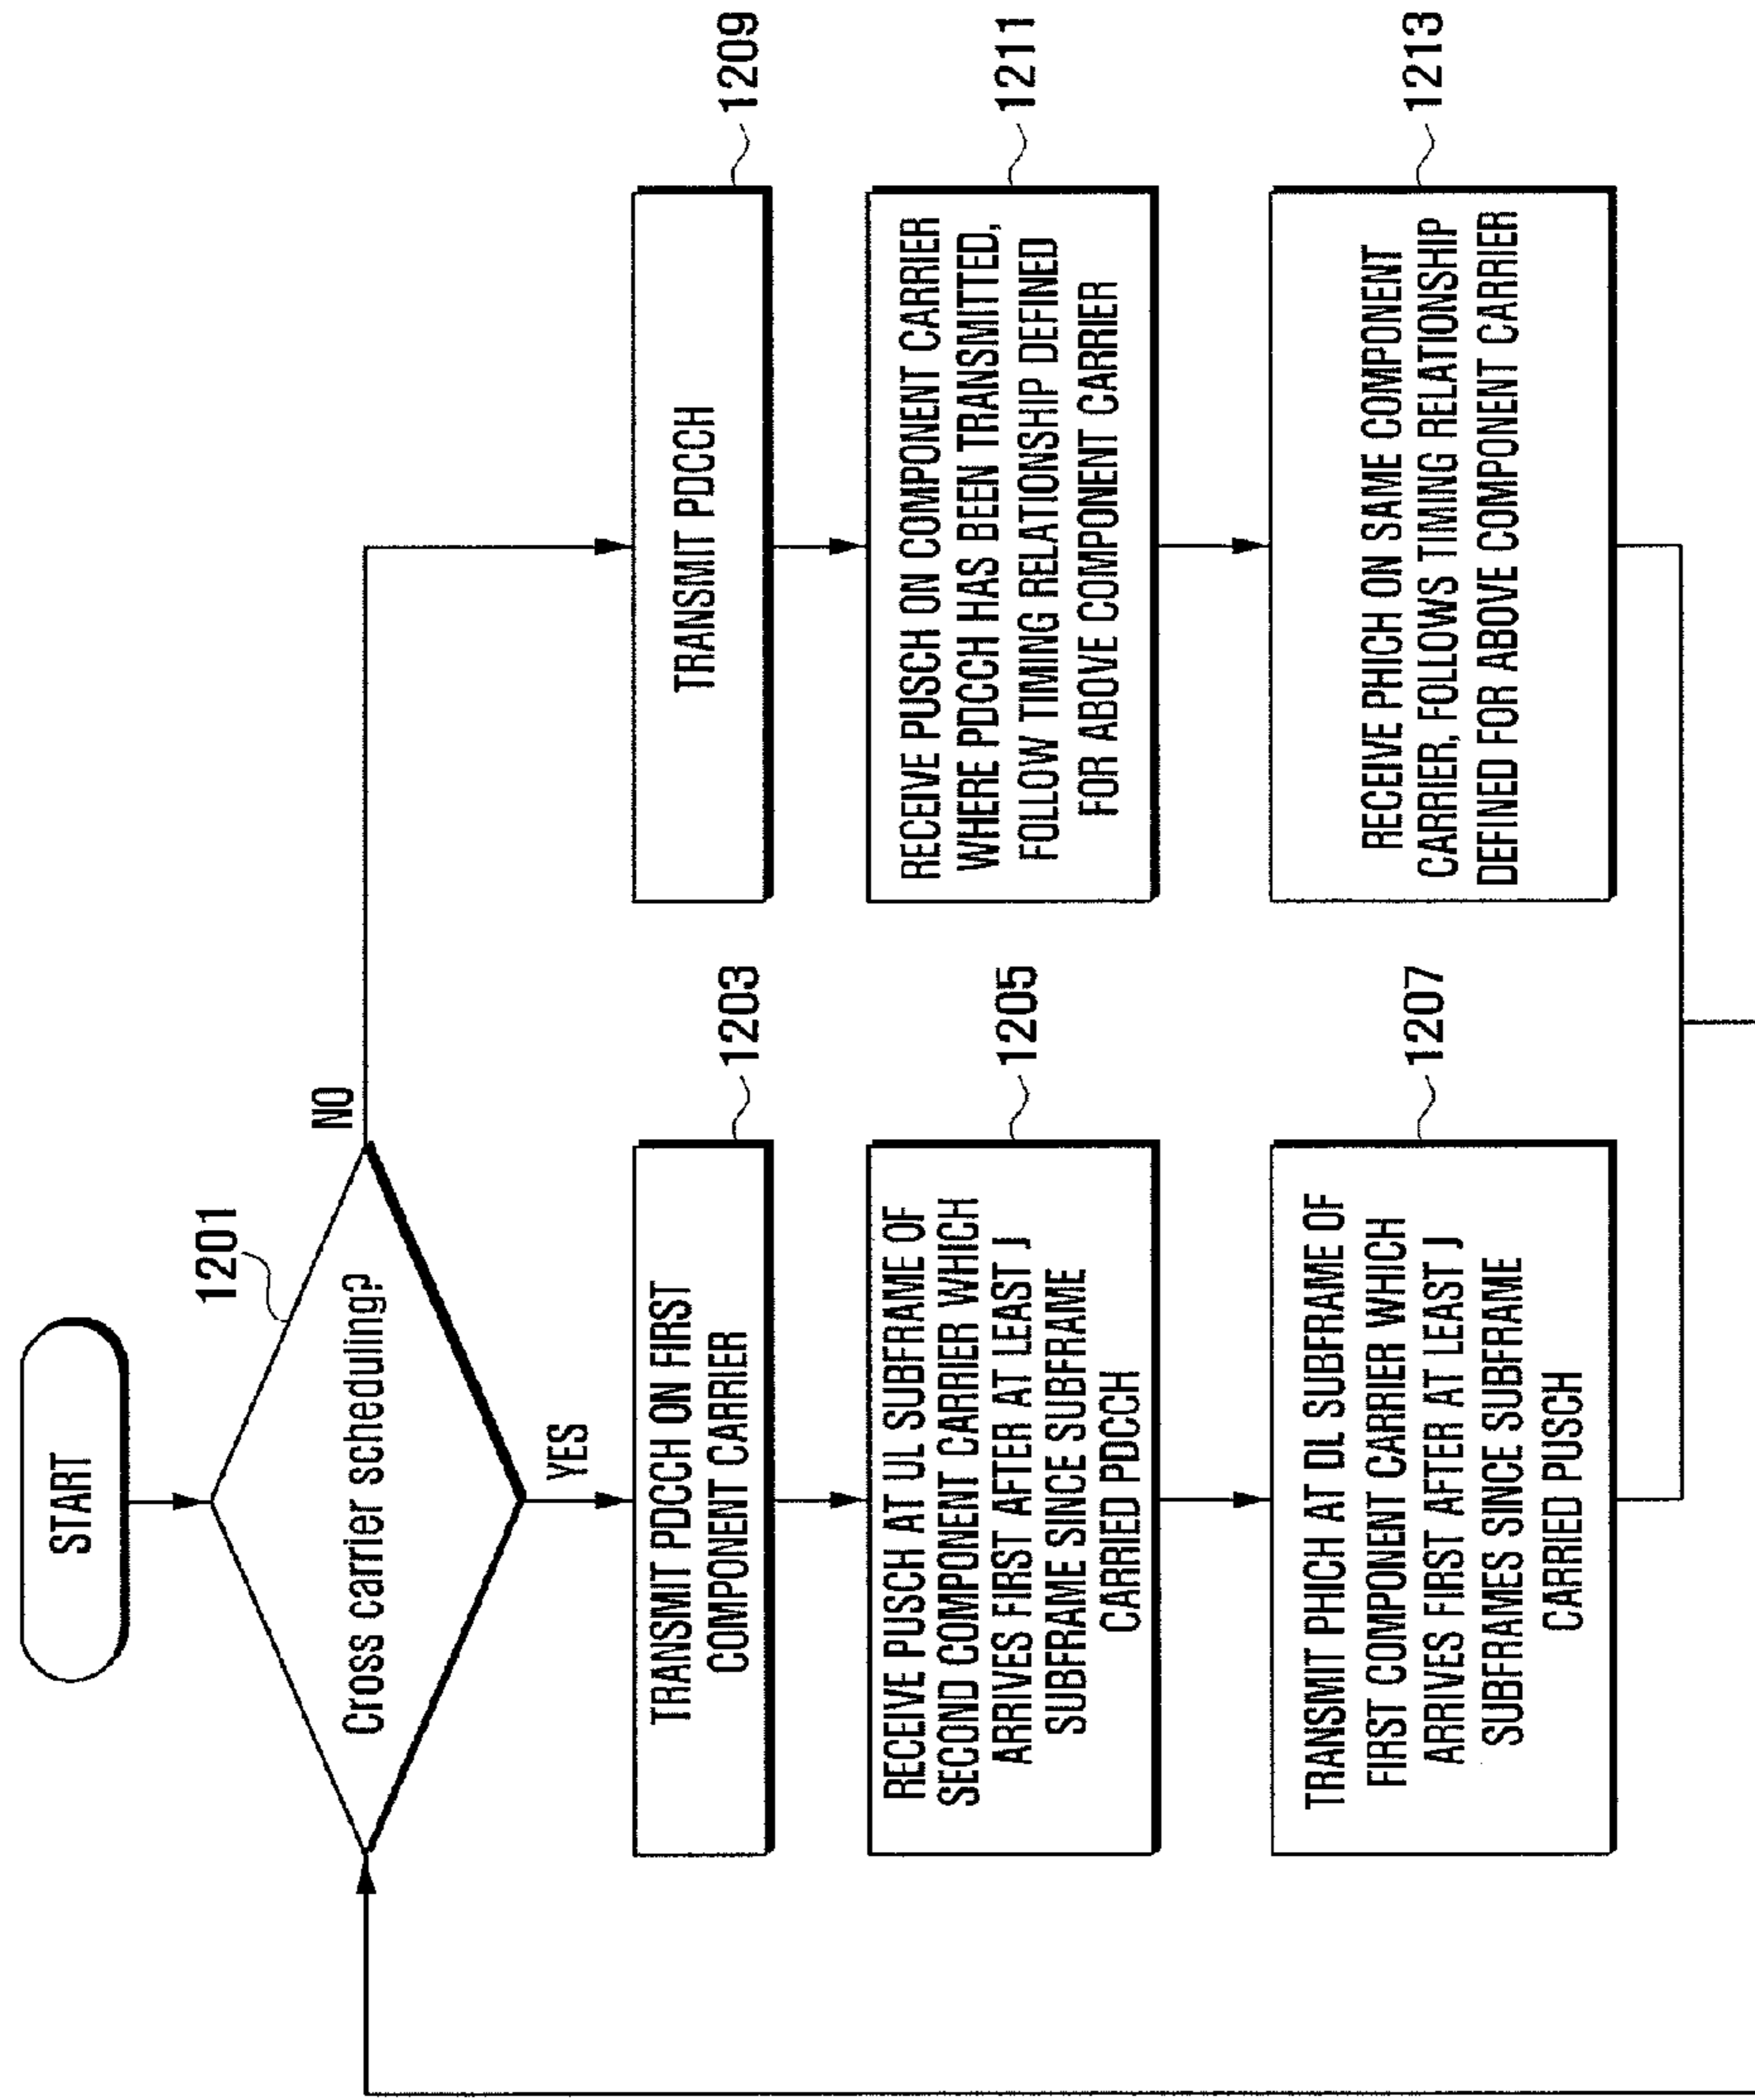 START
1201
Cross carrier scheduling?
NO
YES
TRANSMIT PDCCH ON FIRST
COMPONENT CARRIER
1203
RECEIVE PUSCH AT UL SUBFRAME OF
SECOND COMPONENT CARRIER WHICH
ARRIVES FIRST AFTER AT LEAST J
SUBFRAME SINCE SUBFRAME
CARRIED PDCCH
1205
TRANSMIT PHICH AT DL SUBFRAME OF
FIRST COMPONENT CARRIER WHICH
ARRIVES FIRST AFTER AT LEAST J
SUBFRAMES SINCE SUBFRAME
CARRIED PUSCH
1207
TRANSMIT PDCCH
1209
RECEIVE PUSCH ON COMPONENT CARRIER
WHERE PDCCH HAS BEEN TRANSMITTED,
FOLLOW TIMING RELATIONSHIP DEFINED
FOR ABOVE COMPONENT CARRIER
1211
RECEIVE PHICH ON SAME COMPONENT
CARRIER, FOLLOWS TIMING RELATIONSHIP
DEFINED FOR ABOVE COMPONENT CARRIER
1213